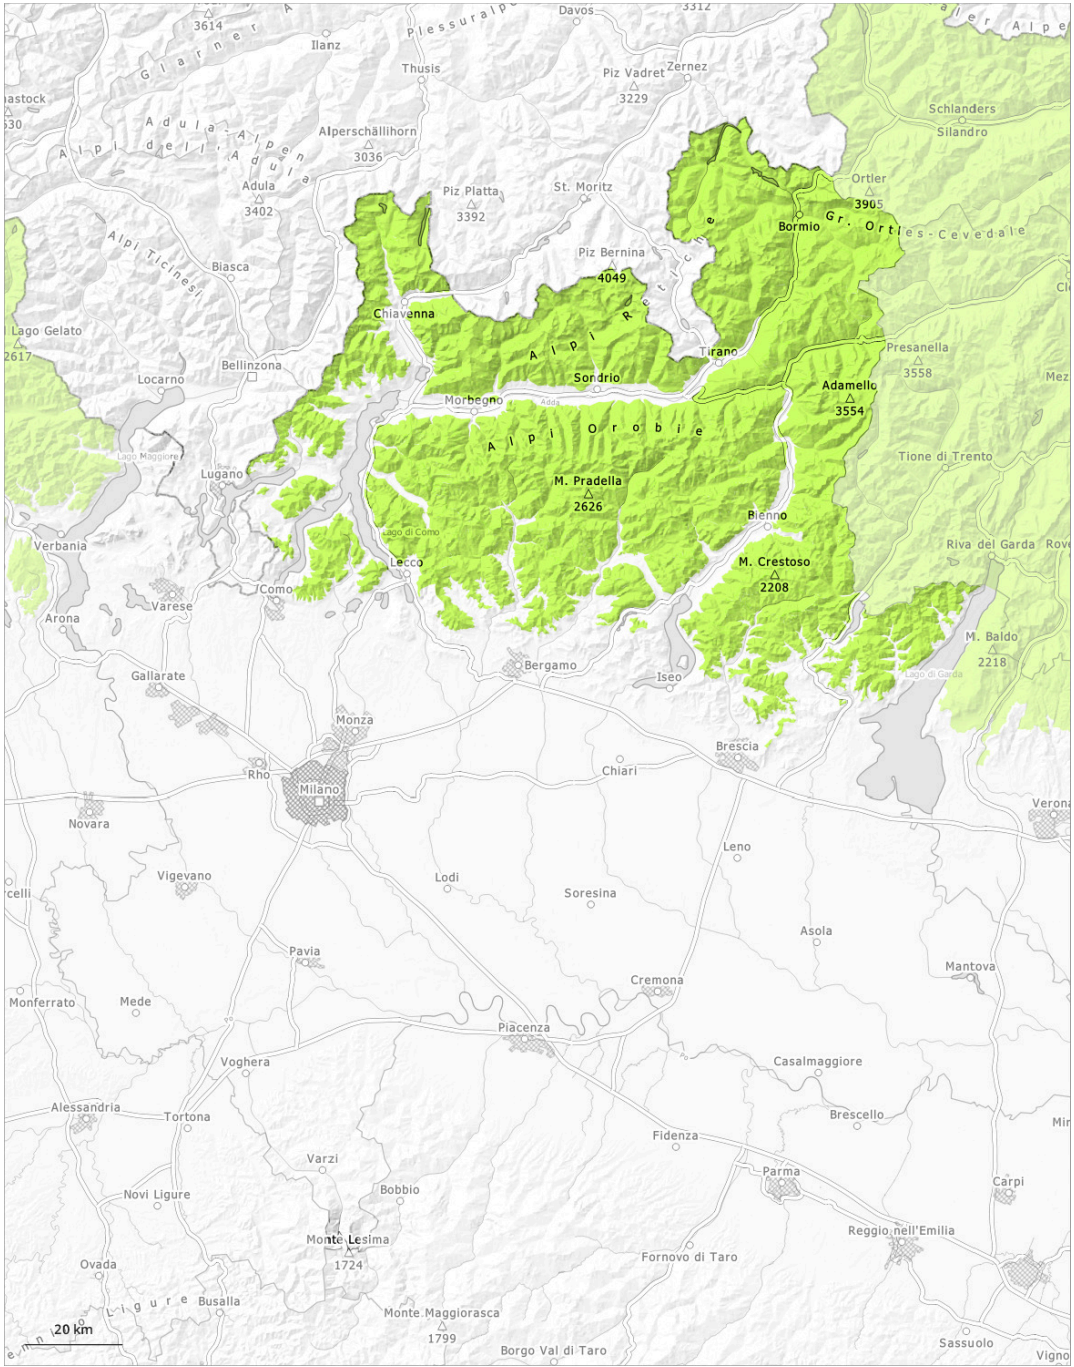 3614
Glarner
Plessuralpe
Davos
3312
Ilanz
Thusis
Piz Vadret
3229
Zernez
Schlanders
Silandro
Adula-Alpen
Alpi dell'Adula
Alperschällihorn
3036
Adula
3402
Piz Platta
3392
St. Moritz
Ortler
3905
Bormio
Gr. Ortles-Cevedale
Alpi Ticinesi
Biasca
Piz Bernina
4049
Chiavenna
Alpi Retiche
Lago Gelato
2617
Bellinzona
Locarno
Tirano
Presanella
3558
Sondrio
Adamello
3554
Morbegno
Adda
Alpi Orobie
Lago Maggiore
Lugano
Tione di Trento
M. Pradella
2626
Bienno
Lago di Como
Verbania
Riva del Garda
Lecco
M. Crestoso
2208
Como
Varese
Arona
M. Baldo
2218
Bergamo
Iseo
Lago di Garda
Gallarate
Monza
Brescia
Rho
Chiari
Milano
Novara
Verona
Leno
Vigevano
Lodi
Soresina
Asola
Pavia
Cremona
Mantova
Monferrato
Mede
Po
Piacenza
Po
Voghera
Casalmaggiore
Alessandria
Tortona
Brescello
Fidenza
Varzi
Parma
Novi Ligure
Bobbio
Carpi
Monte Lesima
1724
Reggio nell'Emilia
Fornovo di Taro
Ovada
Ligure
Busalla
Monte Maggiorasca
1799
20 km
Sassuolo
Borgo Val di Taro